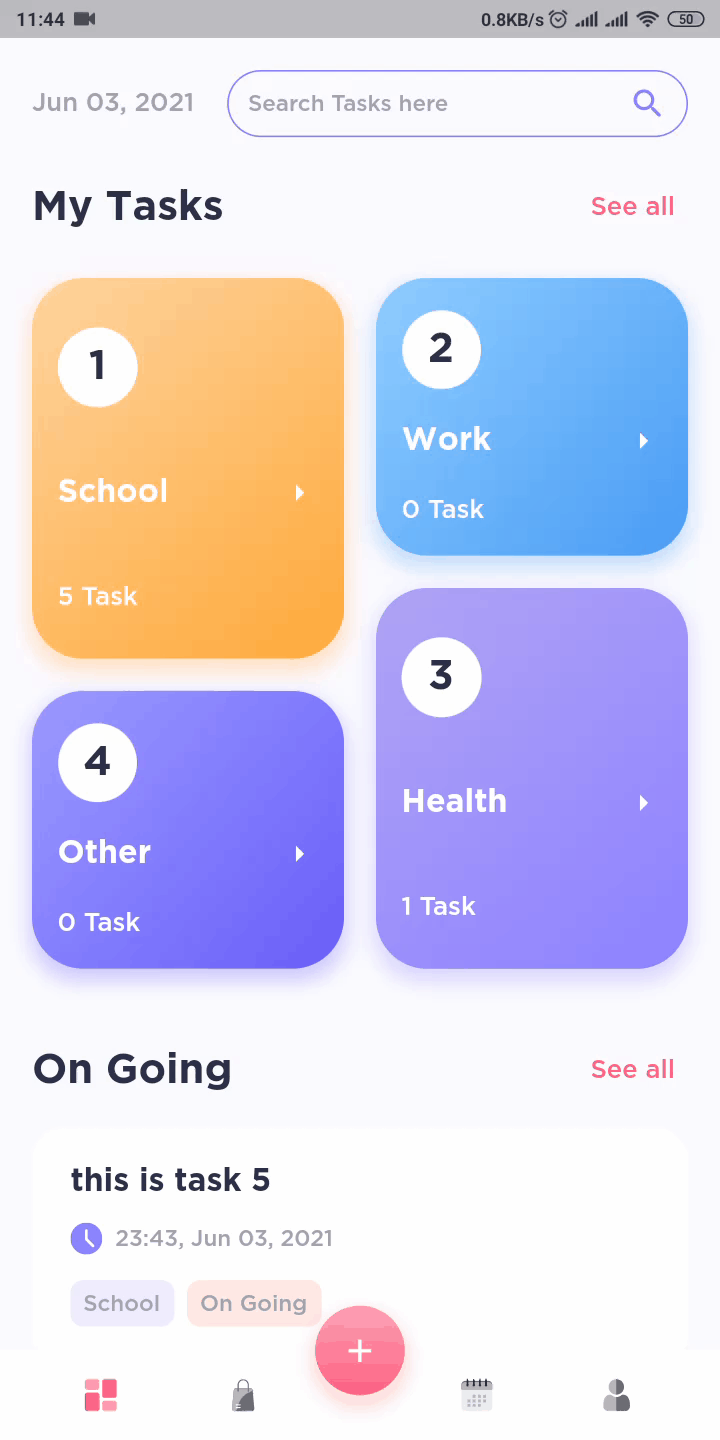 11:44
0.8KB/s
50
Jun 03, 2021
Search Tasks here
My Tasks
See all
1
School
5 Task
2
Work
0 Task
3
Health
1 Task
4
Other
0 Task
On Going
See all
this is task 5
23:43, Jun 03, 2021
School
On Going
+